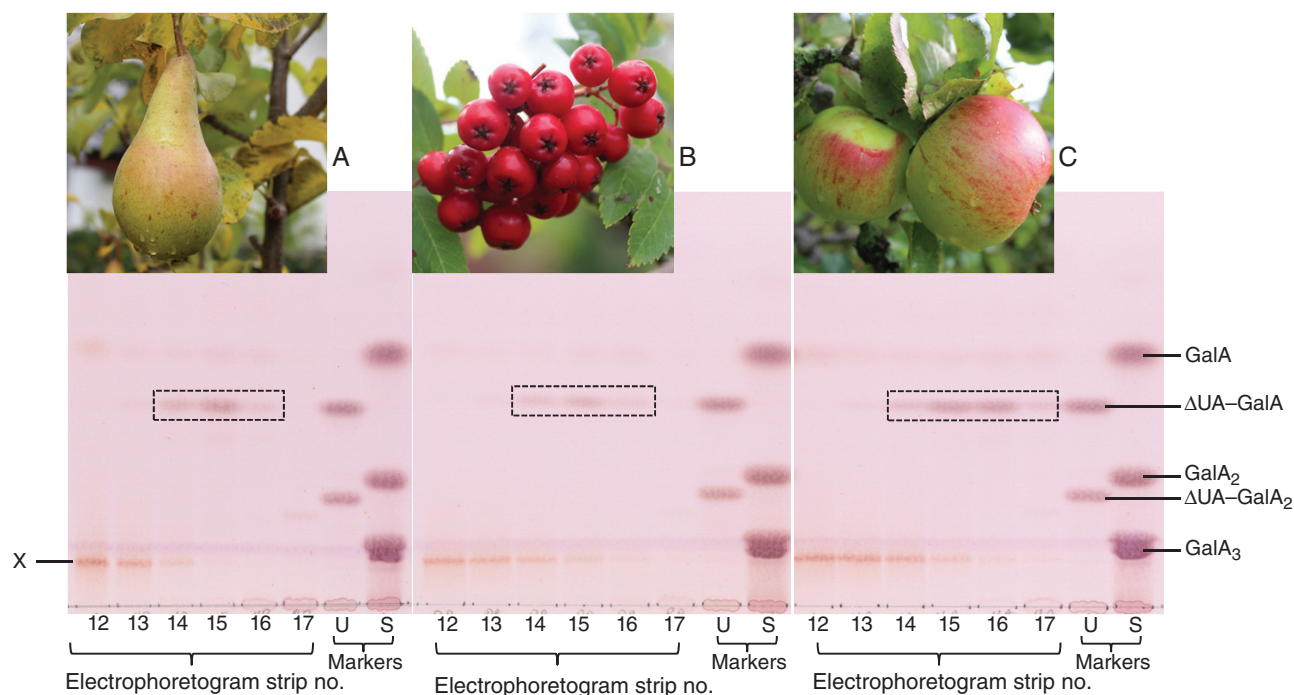 A
B
C
GalA
ΔUA–GalA
GalA2
ΔUA–GalA2
GalA3
X
12 13 14 15 16 17 U S
12 13 14 15 16 17 U S
12 13 14 15 16 17 U S
Markers
Markers
Markers
Electrophoretogram strip no.
Electrophoretogram strip no.
Electrophoretogram strip no.